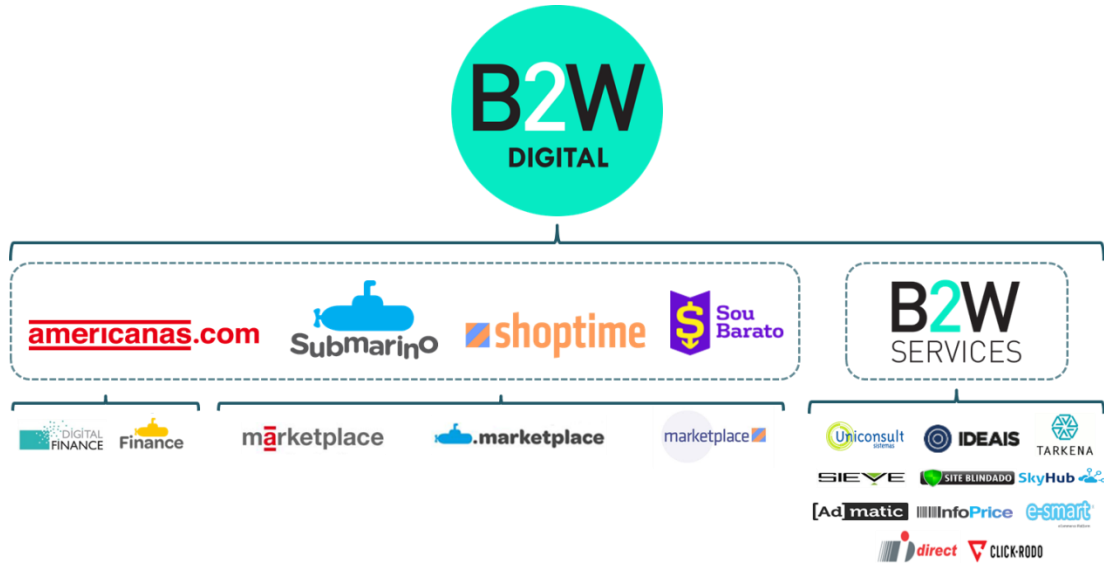 B2W
DIGITAL
americanas.com
Submarino
shoptime
Sou
Barato
B2W
SERVICES
DIGITAL
FINANCE
Finance
marketplace
.marketplace
marketplace
Uniconsult
sistemas
IDEAIS
TARKENA
SIEVE
SITE BLINDADO
SkyHub
[Ad]matic
InfoPrice
e-smart
direct
CLICK-RODO